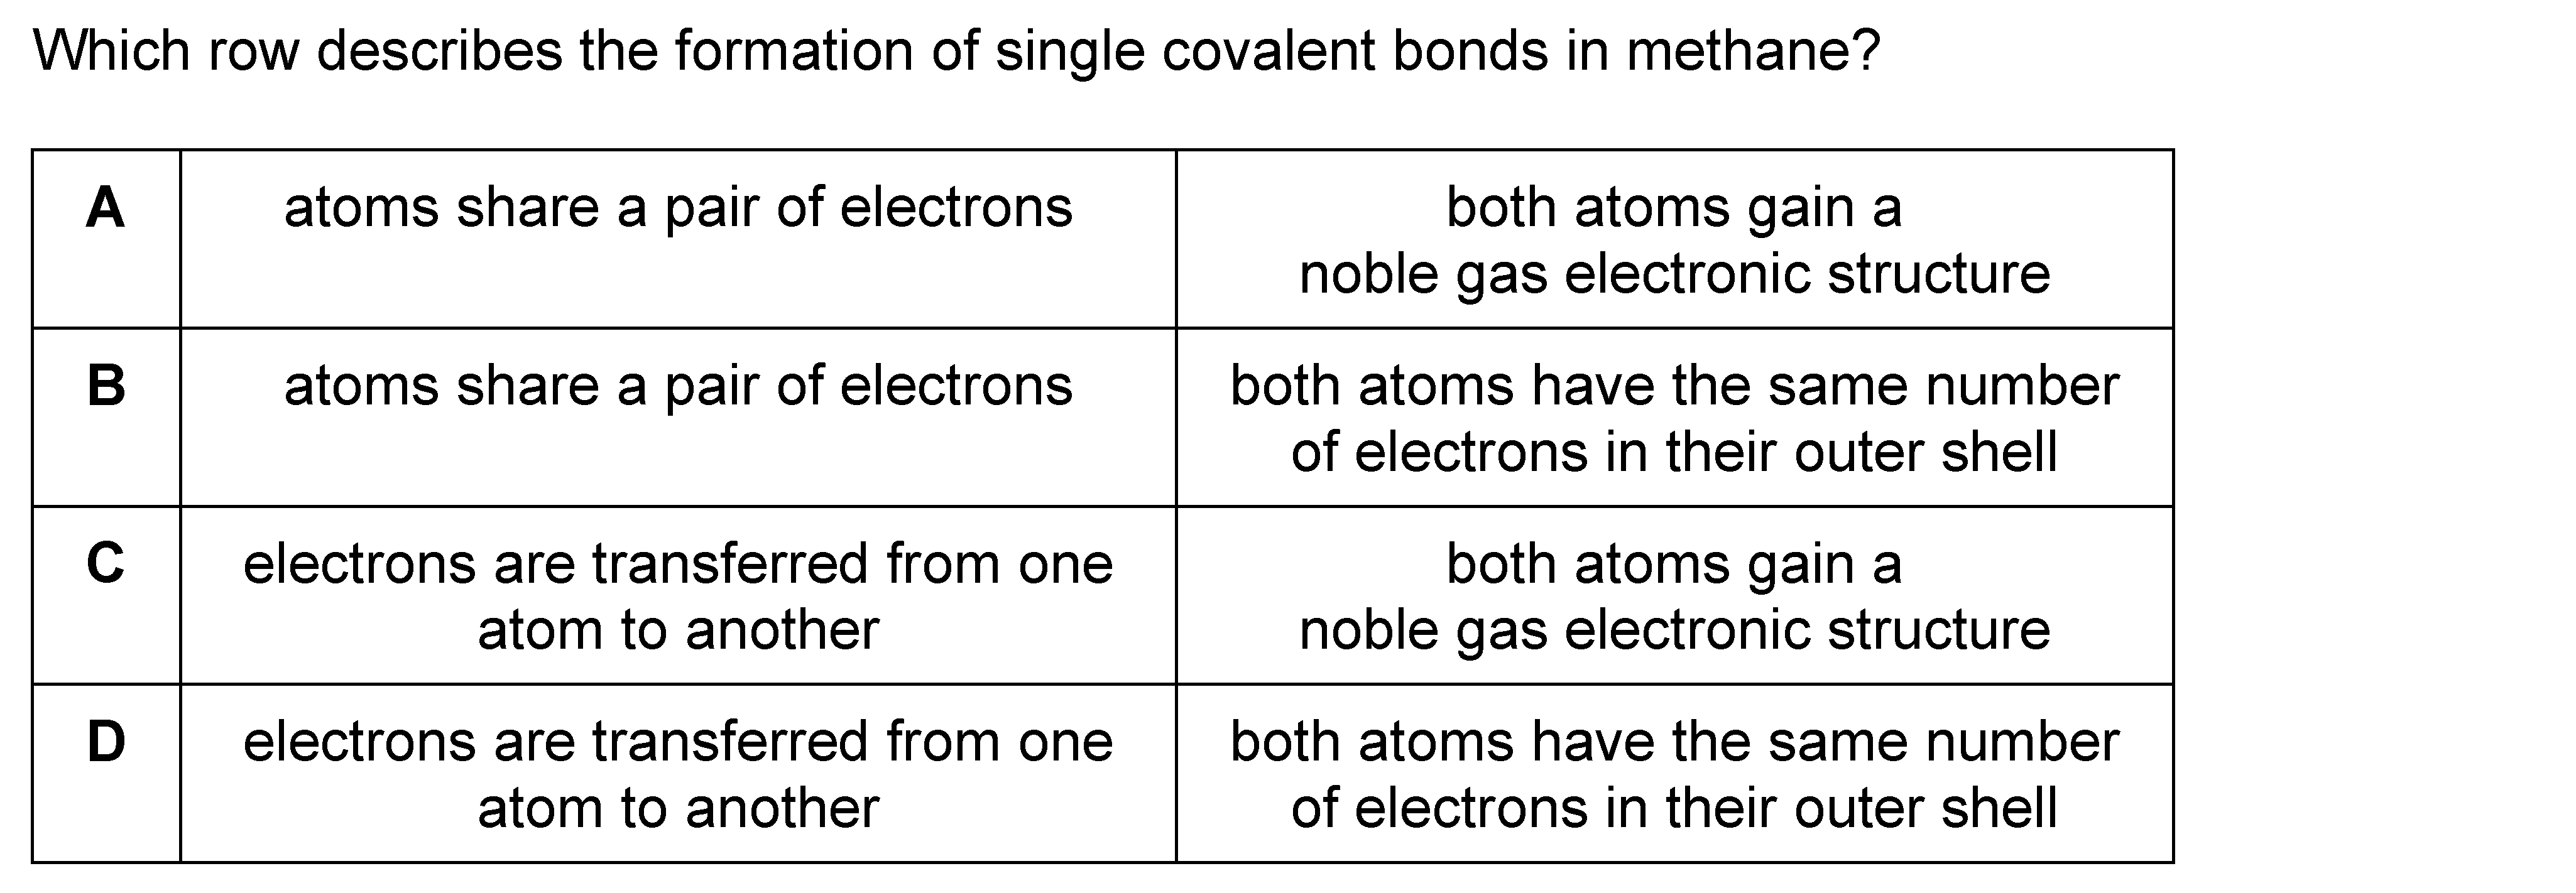 Which row describes the formation of single covalent bonds in methane?
A
atoms share a pair of electrons
both atoms gain a
noble gas electronic structure
B
atoms share a pair of electrons
both atoms have the same number
of electrons in their outer shell
C
electrons are transferred from one
atom to another
both atoms gain a
noble gas electronic structure
D
electrons are transferred from one
atom to another
both atoms have the same number
of electrons in their outer shell